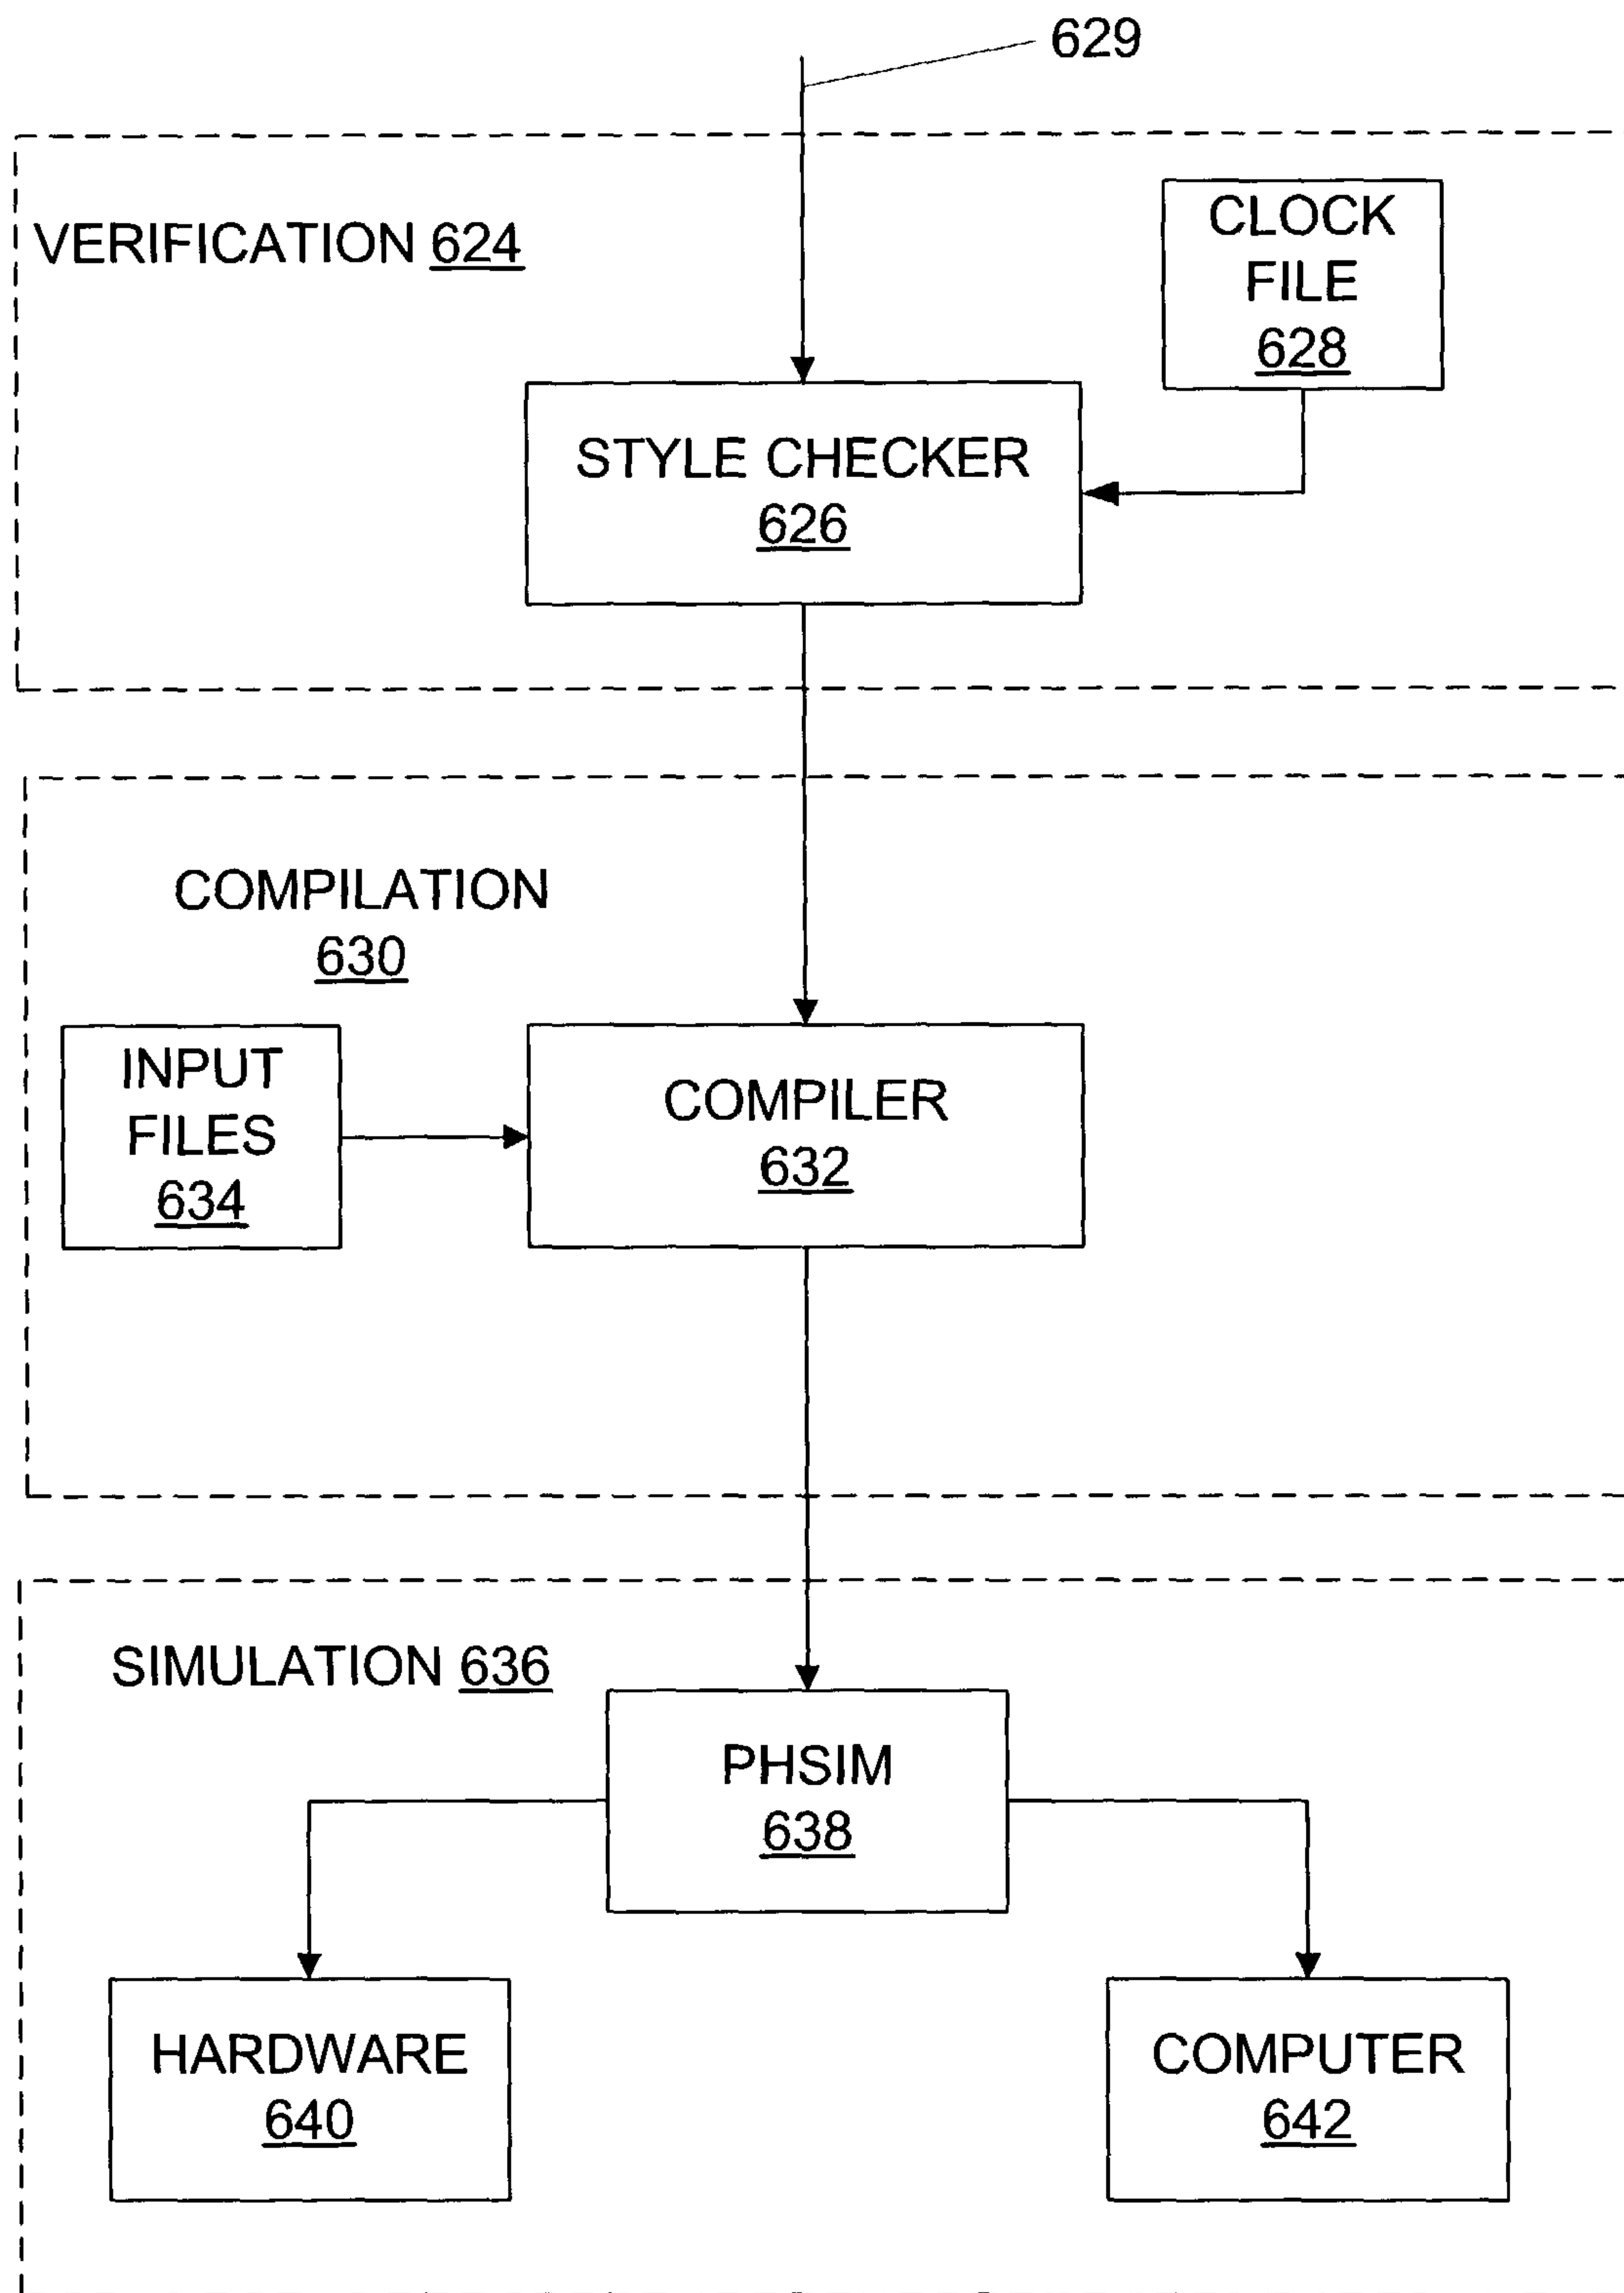 629
VERIFICATION 624
CLOCK
FILE
628
STYLE CHECKER
626
COMPILATION
630
INPUT
FILES
634
COMPILER
632
SIMULATION 636
PHSIM
638
HARDWARE
640
COMPUTER
642